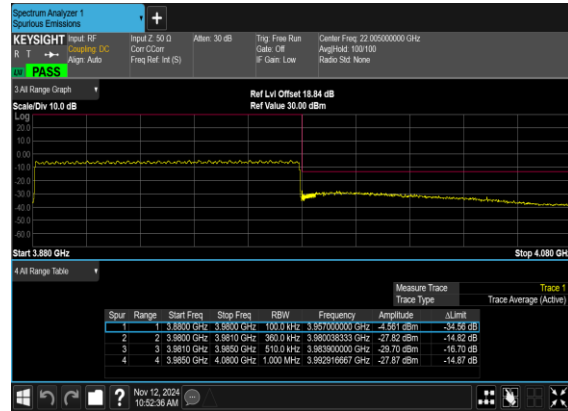 Spectrum Analyzer 1
Spurious Emissions
+
KEYSIGHT Input: RF Input Z: 50 Ω Atten: 30 dB Trig: Free Run Center Freq: 22.005000000 GHz
R T Coupling: DC Corr CCorr Gate: Off Avg|Hold: 100/100
Align: Auto Freq Ref: Int (S) IF Gain: Low Radio Std: None
LW PASS
3 All Range Graph
Ref Lvl Offset 18.84 dB
Scale/Div 10.0 dB Ref Value 30.00 dBm
Log
20.0
10.0
0.00
-10.0
-20.0
-30.0
-40.0
-50.0
-60.0
Start 3.880 GHz Stop 4.080 GHz
4 All Range Table
Measure Trace Trace 1
Trace Type Trace Average (Active)
Spur Range Start Freq Stop Freq RBW Frequency Amplitude ΔLimit
1 1 3.8800 GHz 3.9800 GHz 100.0 kHz 3.957000000 GHz -4.561 dBm -34.56 dB
2 2 3.9800 GHz 3.9810 GHz 360.0 kHz 3.980038333 GHz -27.82 dBm -14.82 dB
3 3 3.9810 GHz 3.9850 GHz 510.0 kHz 3.983900000 GHz -29.70 dBm -16.70 dB
4 4 3.9850 GHz 4.0800 GHz 1.000 MHz 3.992916667 GHz -27.87 dBm -14.87 dB
? Nov 12, 2024
10:52:36 AM